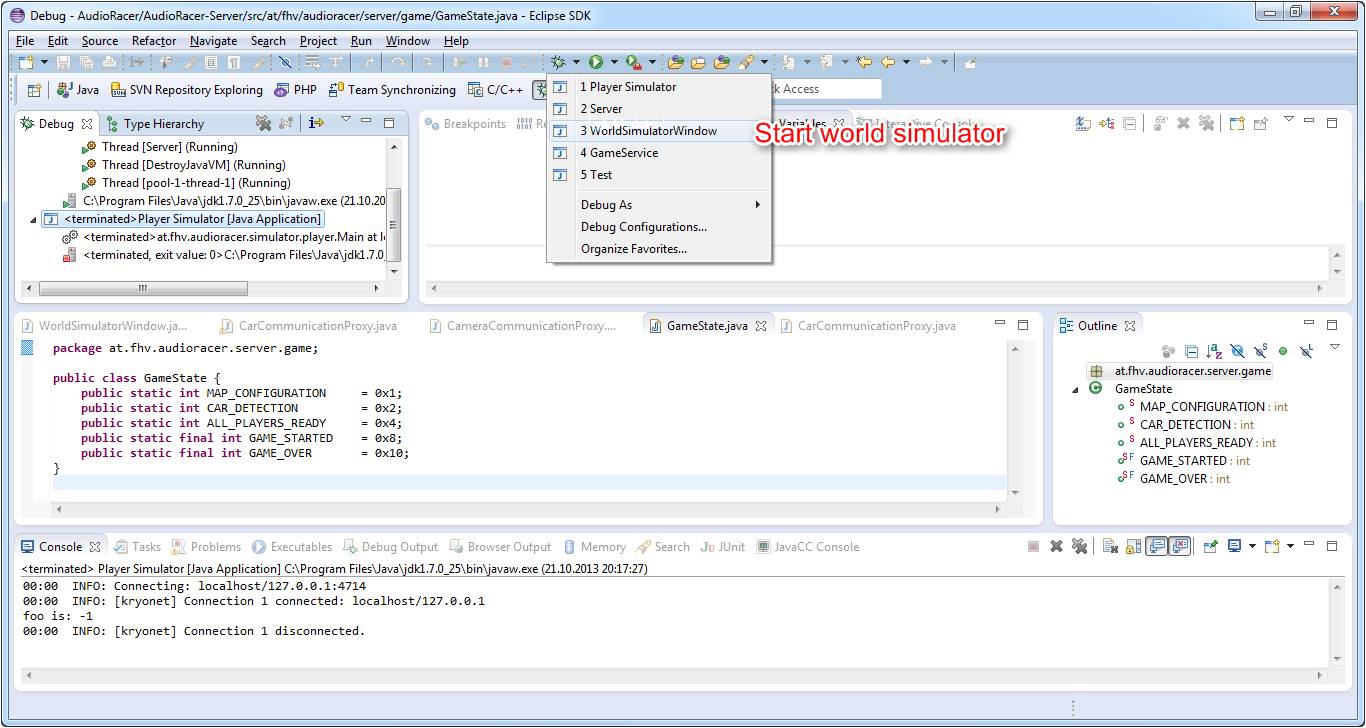 Debug - AudioRacer/AudioRacer-Server/src/at/fhv/audioracer/server/game/GameState.java - Eclipse SDK
File Edit Source Refactor Navigate Search Project Run Window Help
Java SVN Repository Exploring PHP Team Synchronizing C/C++ Access
1 Player Simulator
2 Server
3 WorldSimulatorWindow
4 GameService
5 Test
Debug As
Debug Configurations...
Organize Favorites...
Start world simulator
Debug Type Hierarchy
Thread [Server] (Running)
Thread [DestroyJavaVM] (Running)
Thread [pool-1-thread-1] (Running)
C:\Program Files\Java\jdk1.7.0_25\bin\javaw.exe (21.10.20
<terminated>Player Simulator [Java Application]
<terminated>at.fhv.audioracer.simulator.player.Main at lo
<terminated, exit value: 0>C:\Program Files\Java\jdk1.7.0_
Breakpoints Variables Interactive Consol
WorldSimulatorWindow.ja... CarCommunicationProxy.java CameraCommunicationProxy.... GameState.java CarCommunicationProxy.java
package at.fhv.audioracer.server.game;
public class GameState {
public static int MAP_CONFIGURATION = 0x1;
public static int CAR_DETECTION = 0x2;
public static int ALL_PLAYERS_READY = 0x4;
public static final int GAME_STARTED = 0x8;
public static final int GAME_OVER = 0x10;
}
Outline
at.fhv.audioracer.server.game
GameState
MAP_CONFIGURATION : int
CAR_DETECTION : int
ALL_PLAYERS_READY : int
GAME_STARTED : int
GAME_OVER : int
Console Tasks Problems Executables Debug Output Browser Output Memory Search JUnit JavaCC Console
<terminated> Player Simulator [Java Application] C:\Program Files\Java\jdk1.7.0_25\bin\javaw.exe (21.10.2013 20:17:27)
00:00 INFO: Connecting: localhost/127.0.0.1:4714
00:00 INFO: [kryonet] Connection 1 connected: localhost/127.0.0.1
foo is: -1
00:00 INFO: [kryonet] Connection 1 disconnected.